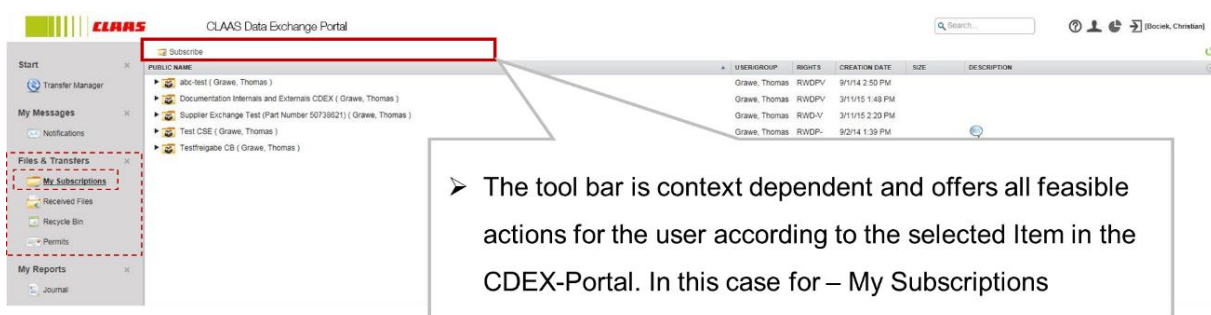 CLAAS CLAAS Data Exchange Portal Search... [Bociek, Christian]
Subscribe
Start
Transfer Manager
My Messages
Notifications
Files & Transfers
My Subscriptions
Received Files
Recycle Bin
Permits
My Reports
Journal
PUBLIC NAME USER/GROUP RIGHTS CREATION DATE SIZE DESCRIPTION
abc-test ( Grawe, Thomas ) Grawe, Thomas RWDPV 9/1/14 2:50 PM
Documentation Internals and Externals CDEX ( Grawe, Thomas ) Grawe, Thomas RWDPV 3/11/15 1:48 PM
Supplier Exchange Test (Part Number 50738621) ( Grawe, Thomas ) Grawe, Thomas RWD-V 3/11/15 2:20 PM
Test CSE ( Grawe, Thomas ) Grawe, Thomas RWDP- 9/2/14 1:39 PM
Testfreigabe CB ( Grawe, Thomas )
➢ The tool bar is context dependent and offers all feasible
actions for the user according to the selected Item in the
CDEX-Portal. In this case for – My Subscriptions